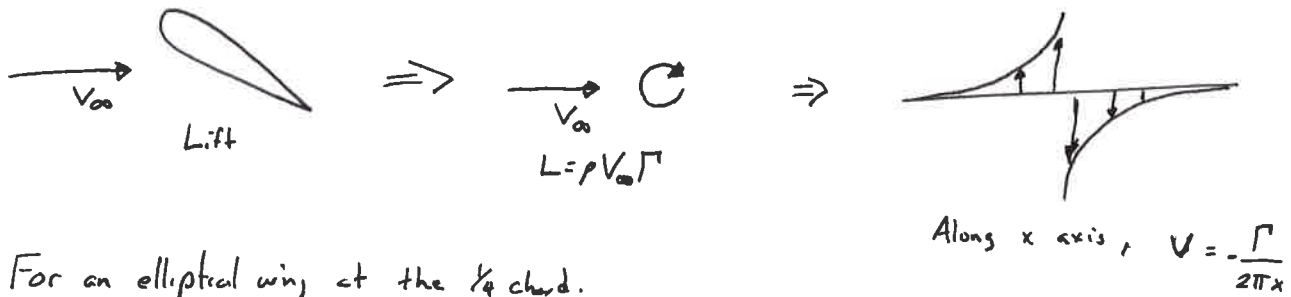 V∞
Lift
V∞
L = ρV∞Γ
Along x axis, V = -Γ/2πx
For an elliptical wing at the 1/4 chord.